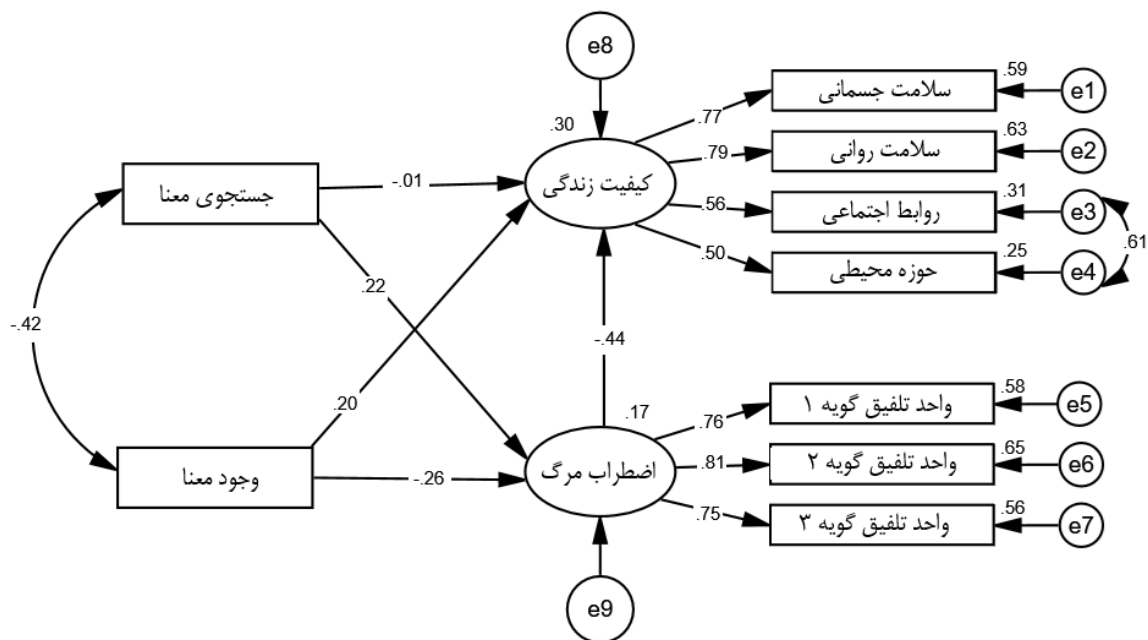 e8
.30
کیفیت زندگی
.77
سلامت جسمانی
.59
e1
.79
سلامت روانی
.63
e2
.56
روابط اجتماعی
.31
e3
.50
حوزه محیطی
.25
e4
.61
جستجوی معنا
-.01
.22
-.42
-.44
.20
وجود معنا
-.26
.17
اضطراب مرگ
.76
واحد تلفیق گویه ۱
.58
e5
.81
واحد تلفیق گویه ۲
.65
e6
.75
واحد تلفیق گویه ۳
.56
e7
e9